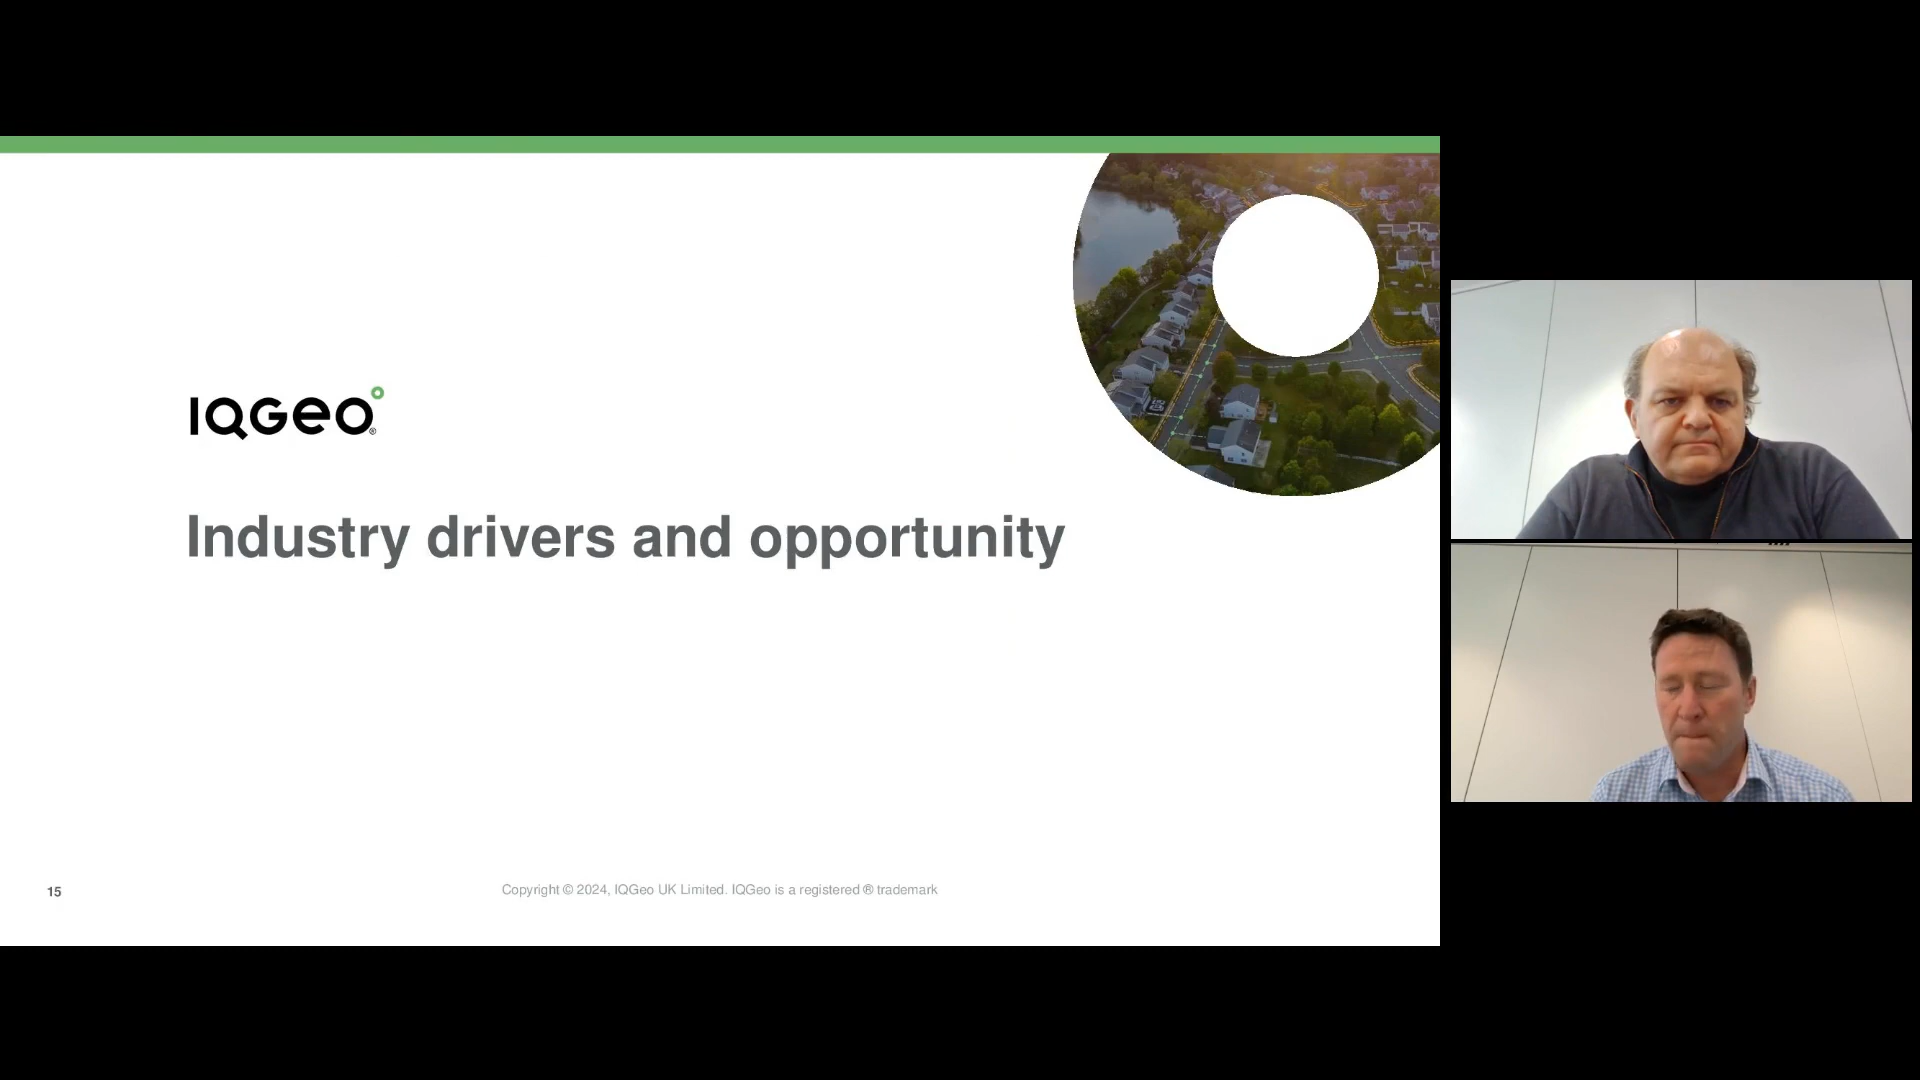 IQGeo®
Industry drivers and opportunity
15
Copyright © 2024, IQGeo UK Limited. IQGeo is a registered ® trademark